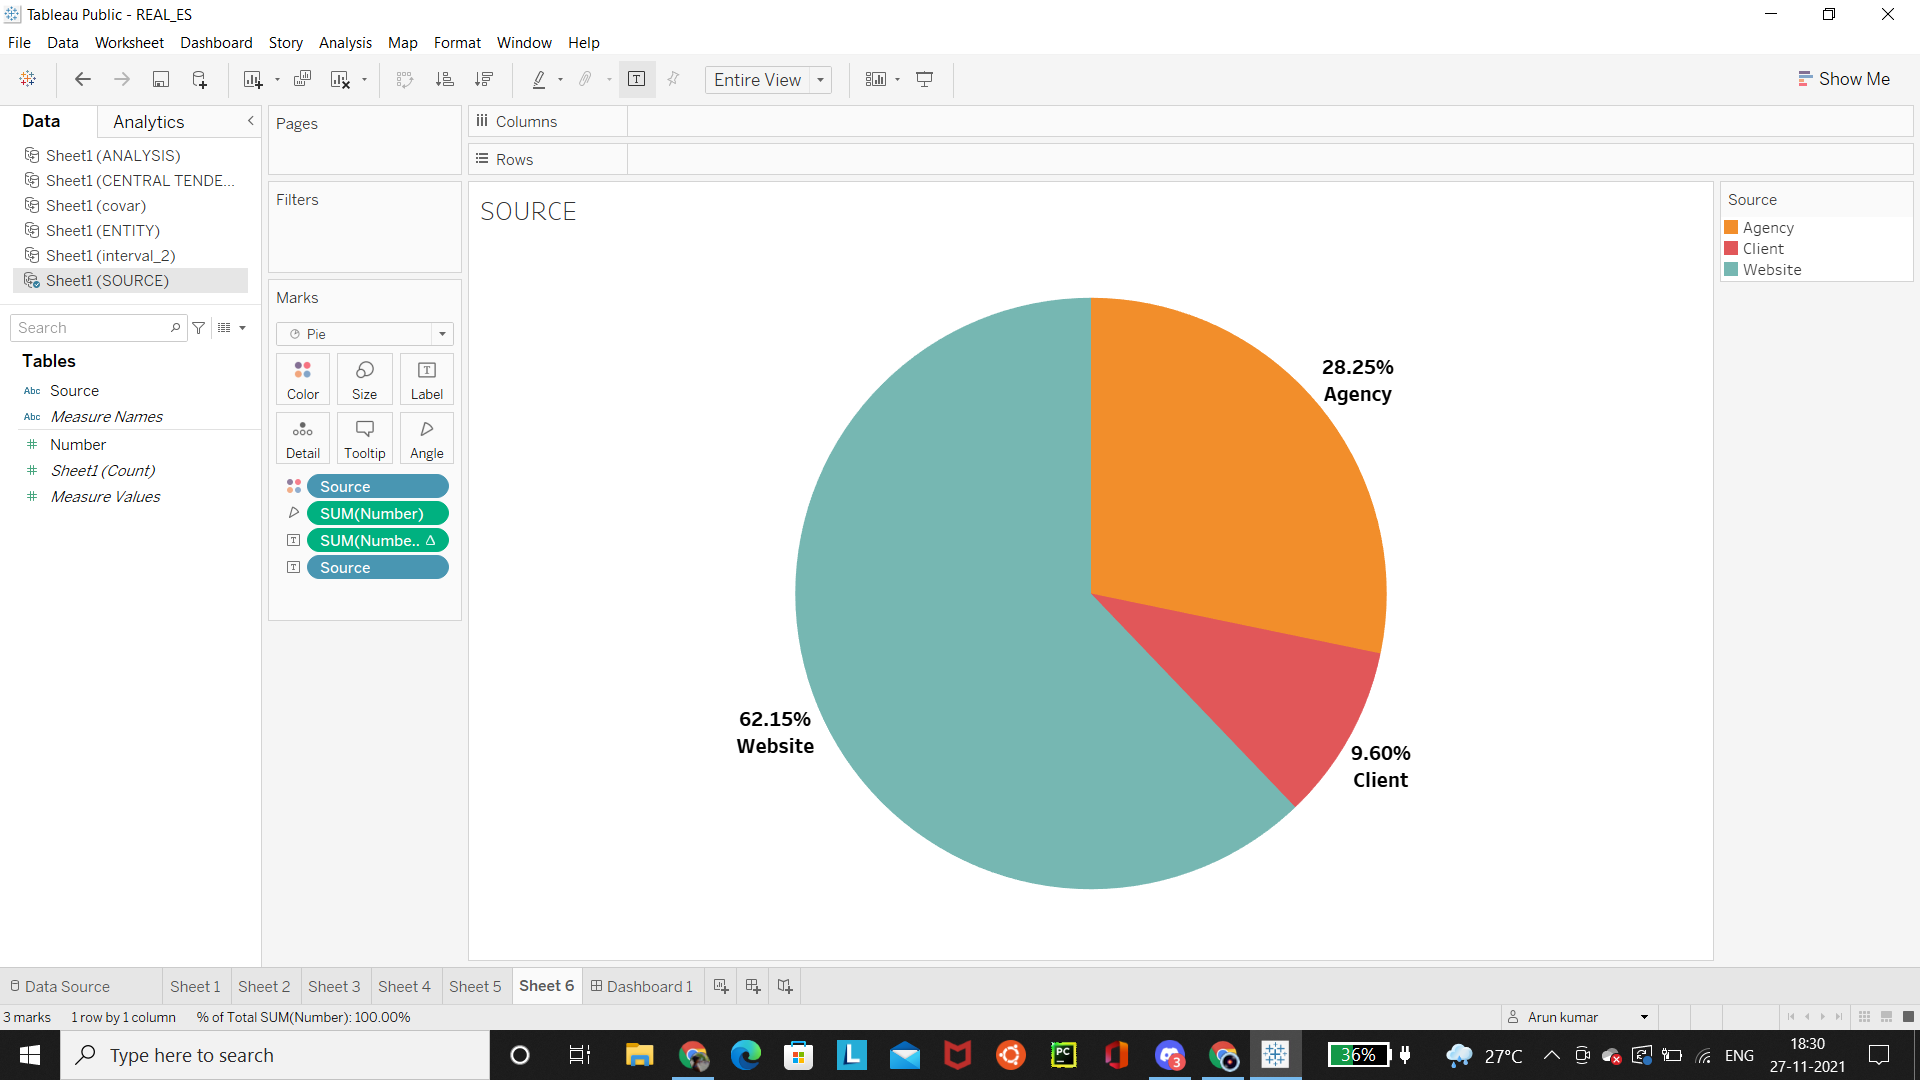 Tableau Public - REAL_ES
File Data Worksheet Dashboard Story Analysis Map Format Window Help
Entire View
Show Me
Data
Analytics
Sheet1 (ANALYSIS)
Sheet1 (CENTRAL TENDE...
Sheet1 (covar)
Sheet1 (ENTITY)
Sheet1 (interval_2)
Sheet1 (SOURCE)
Search
Tables
Abc Source
Abc Measure Names
Number
Sheet1 (Count)
Measure Values
Pages
Filters
Marks
Pie
Color Size Label
Detail Tooltip Angle
Source
SUM(Number)
SUM(Numbe.. Δ
Source
Columns
Rows
SOURCE
28.25%
Agency
62.15%
Website
9.60%
Client
Source
Agency
Client
Website
Data Source Sheet 1 Sheet 2 Sheet 3 Sheet 4 Sheet 5 Sheet 6 Dashboard 1
3 marks 1 row by 1 column % of Total SUM(Number): 100.00% Arun kumar
Type here to search
L
PC
3
36%
27°C
ENG
18:30
27-11-2021